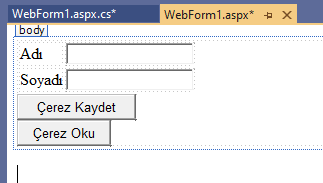 WebForm1.aspx.cs* WebForm1.aspx*
body
Adı
Soyadı
Çerez Kaydet
Çerez Oku